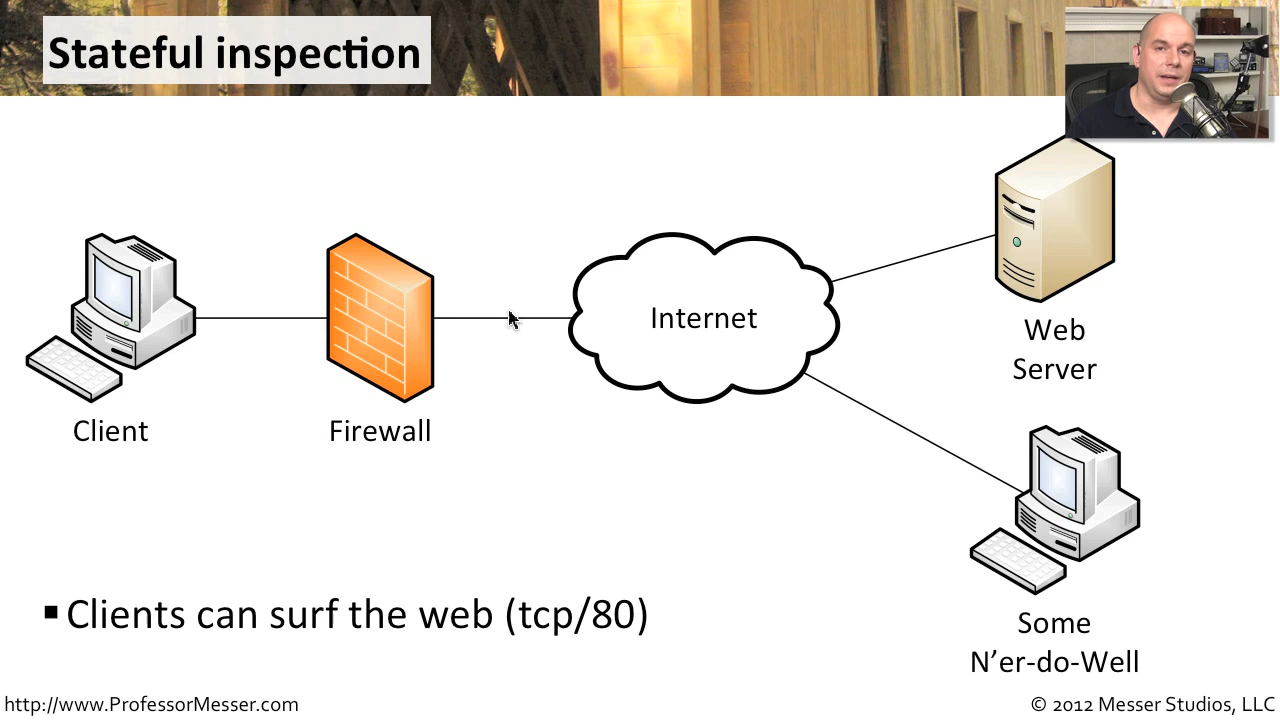 Stateful inspection
Internet
Web
Server
Client
Firewall
▪ Clients can surf the web (tcp/80)
Some
N’er-do-Well
http://www.ProfessorMesser.com
© 2012 Messer Studios, LLC